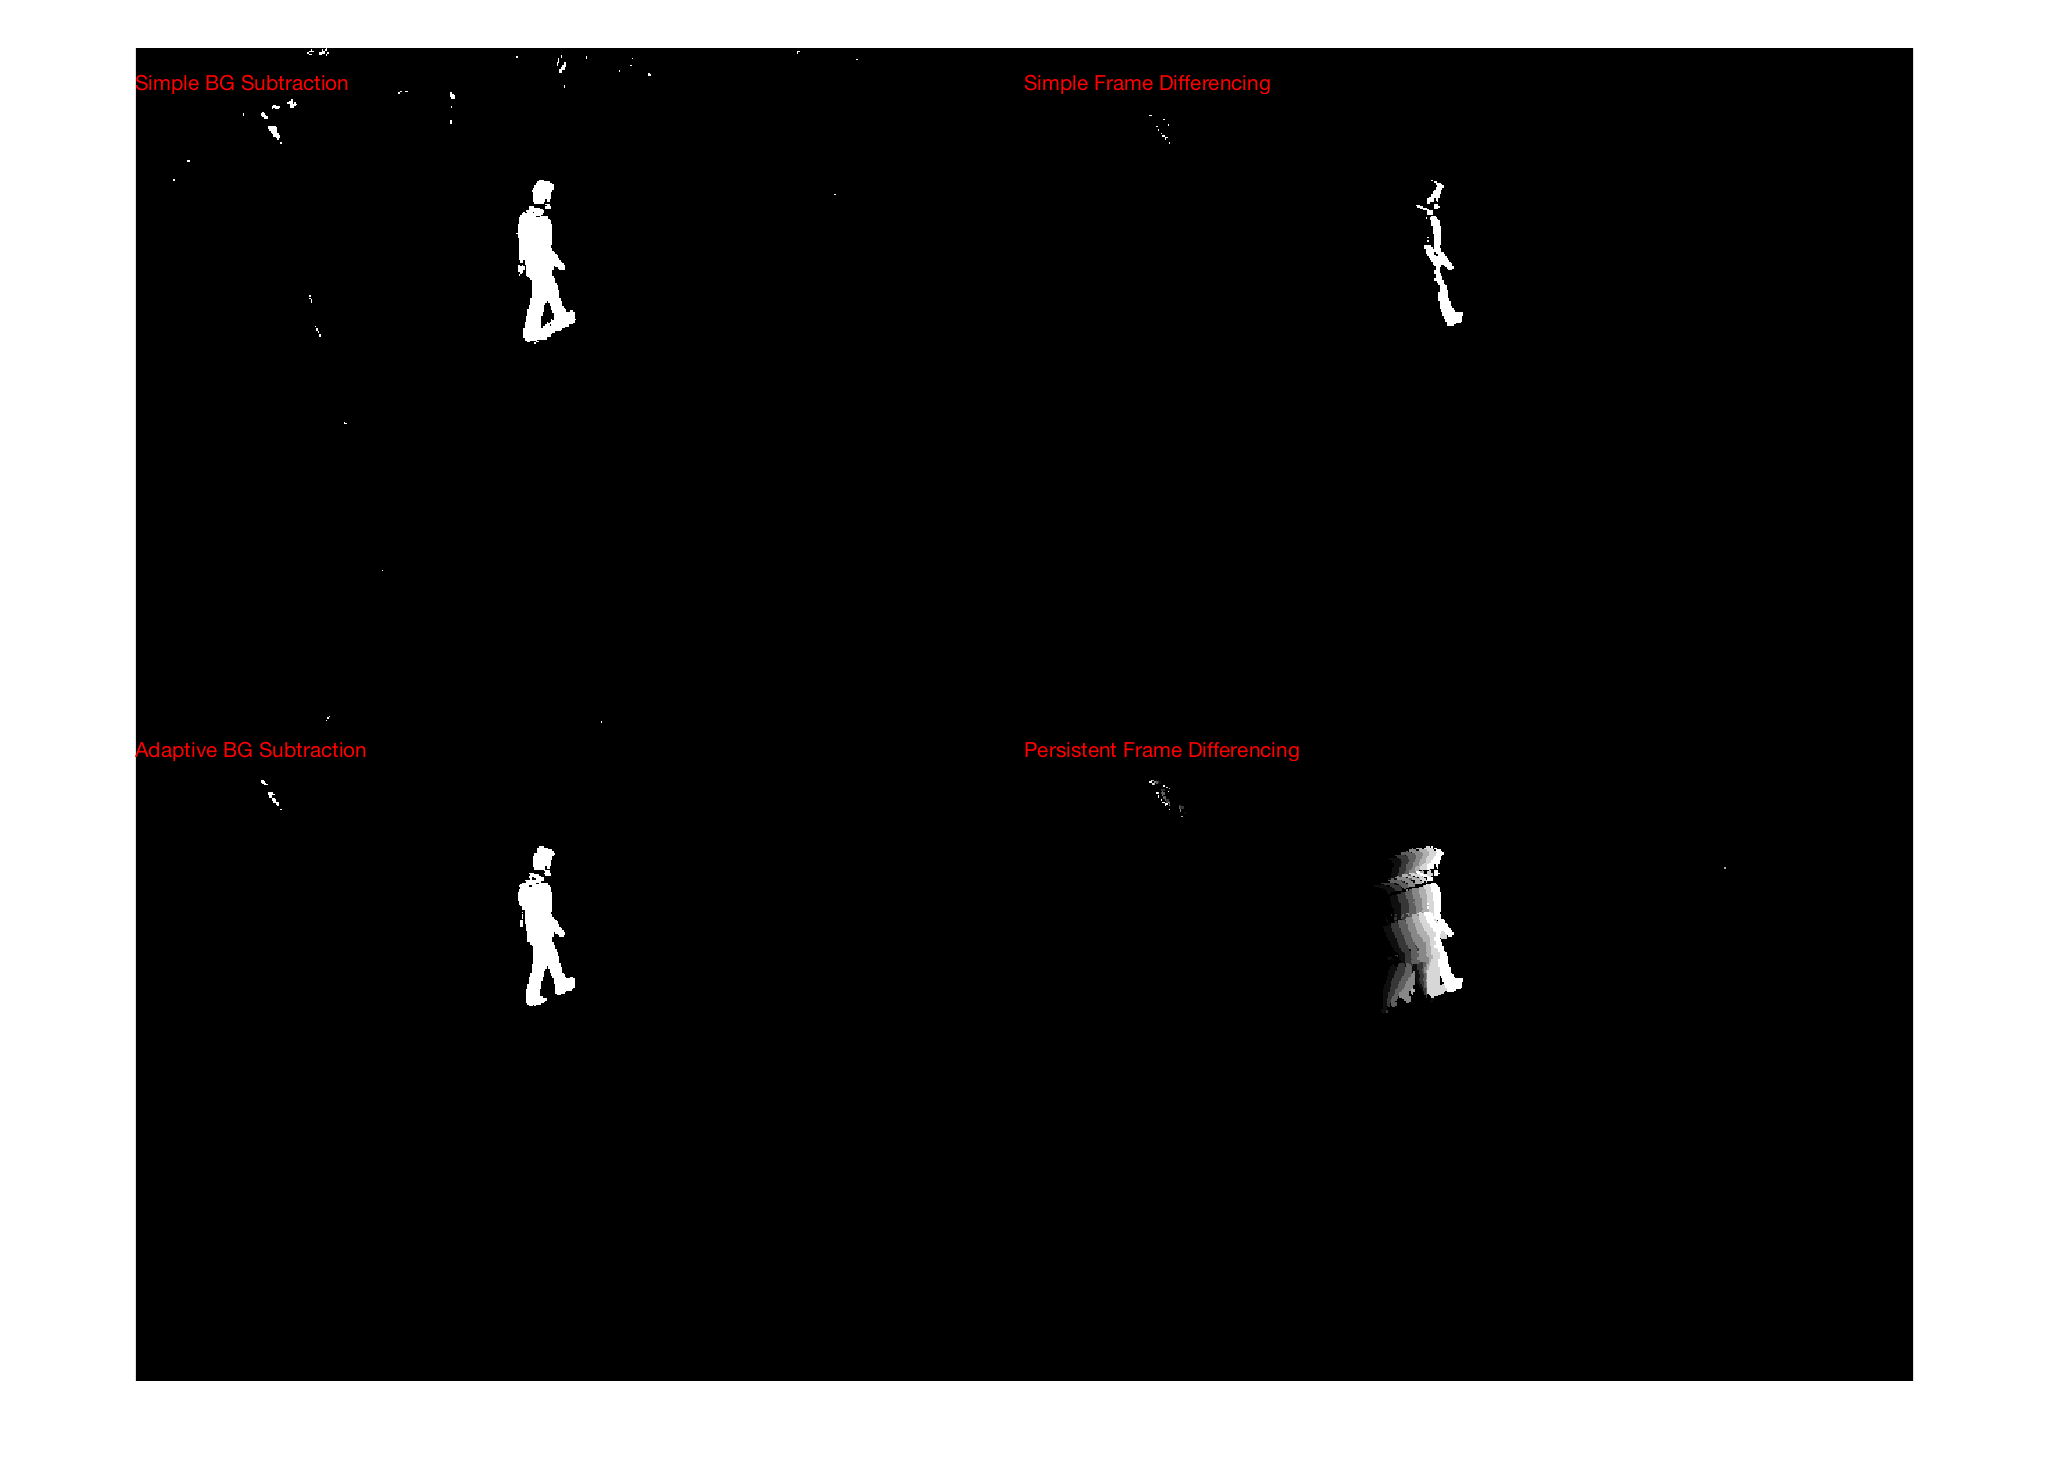 Simple BG Subtraction
Simple Frame Differencing
Adaptive BG Subtraction
Persistent Frame Differencing